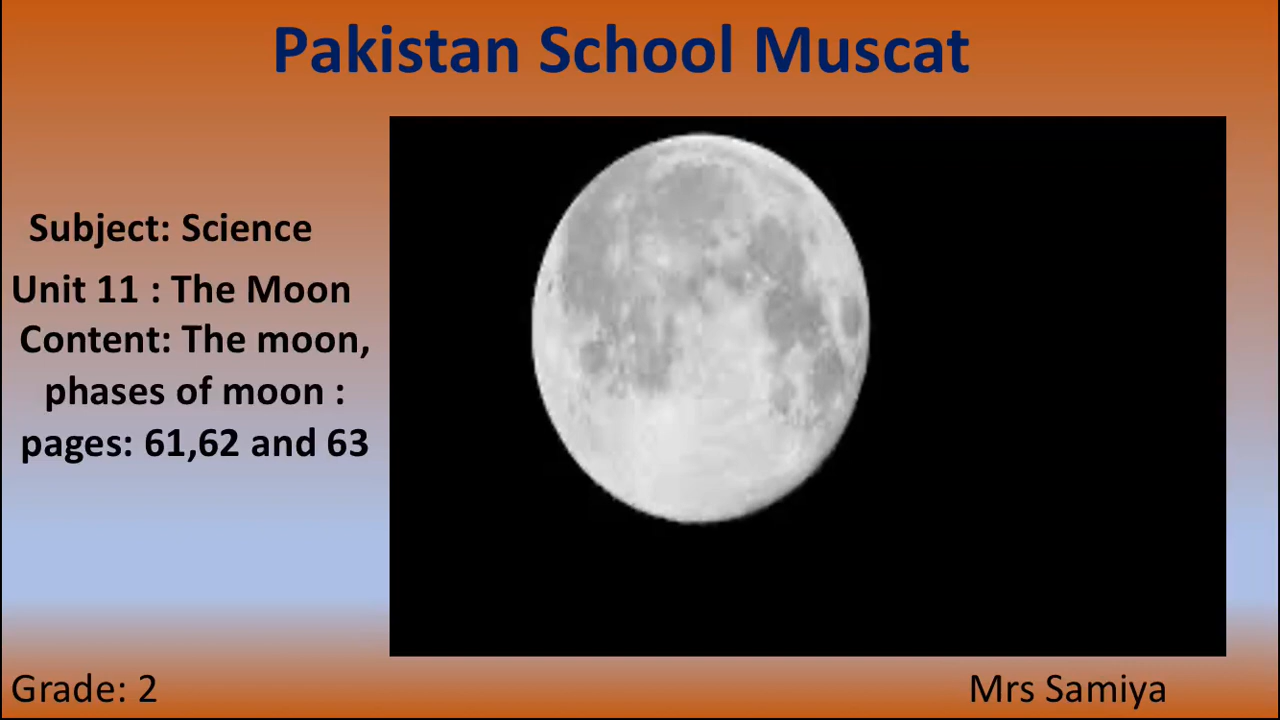 Pakistan School Muscat
Subject: Science
Unit 11 : The Moon
Content: The moon,
phases of moon :
pages: 61,62 and 63
Grade: 2
Mrs Samiya